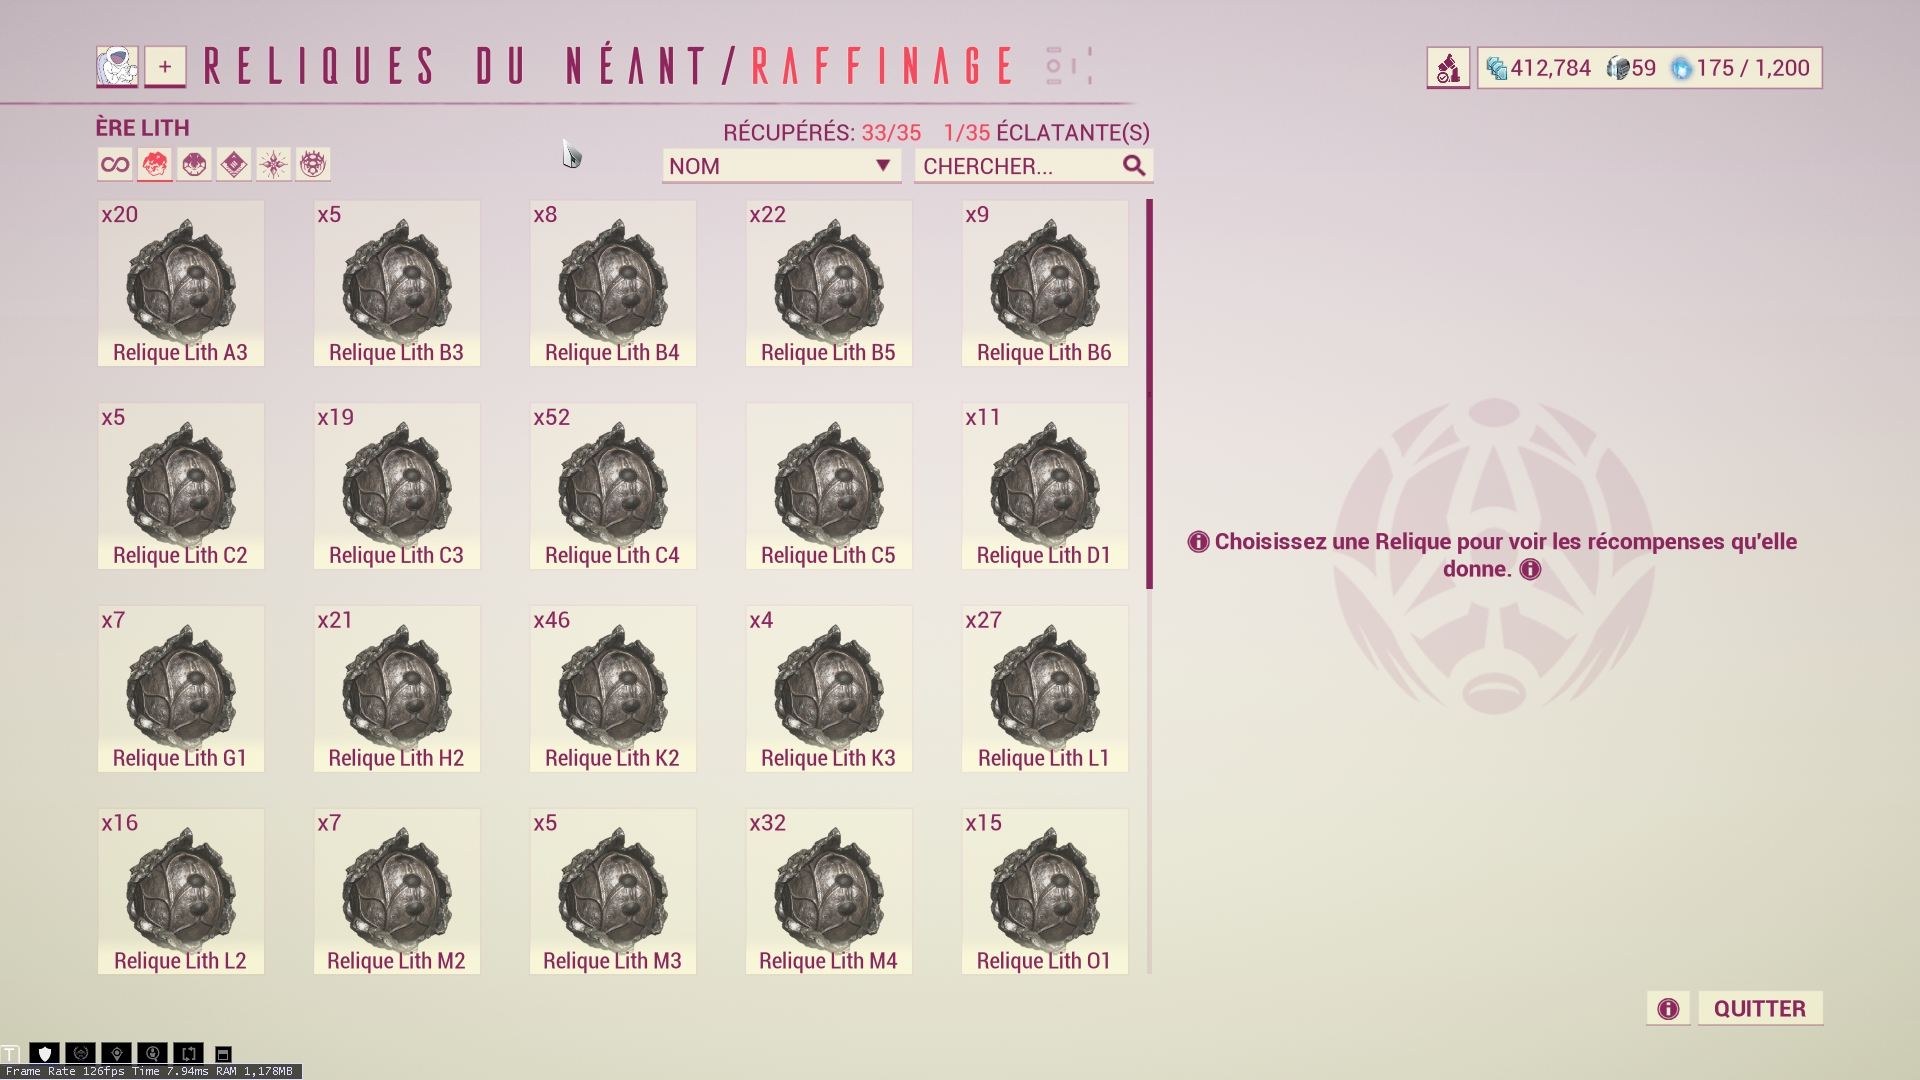 + RELIQUES DU NÉANT/RAFFINAGE
412,784 59 175 / 1,200
ÈRE LITH
RÉCUPÉRÉS: 33/35 1/35 ÉCLATANTE(S)
NOM
CHERCHER...
x20 x5 x8 x22 x9
Relique Lith A3 Relique Lith B3 Relique Lith B4 Relique Lith B5 Relique Lith B6
x5 x19 x52 x11
Relique Lith C2 Relique Lith C3 Relique Lith C4 Relique Lith C5 Relique Lith D1
Choisissez une Relique pour voir les récompenses qu'elle
donne.
x7 x21 x46 x4 x27
Relique Lith G1 Relique Lith H2 Relique Lith K2 Relique Lith K3 Relique Lith L1
x16 x7 x5 x32 x15
Relique Lith L2 Relique Lith M2 Relique Lith M3 Relique Lith M4 Relique Lith O1
QUITTER
T
Frame Rate 126fps Time 7.94ms RAM 1,178MB